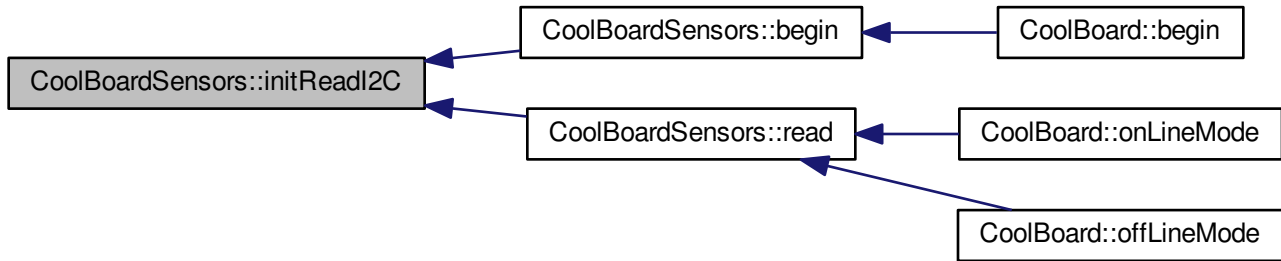 CoolBoardSensors::initReadI2C
CoolBoardSensors::begin
CoolBoard::begin
CoolBoardSensors::read
CoolBoard::onLineMode
CoolBoard::offLineMode